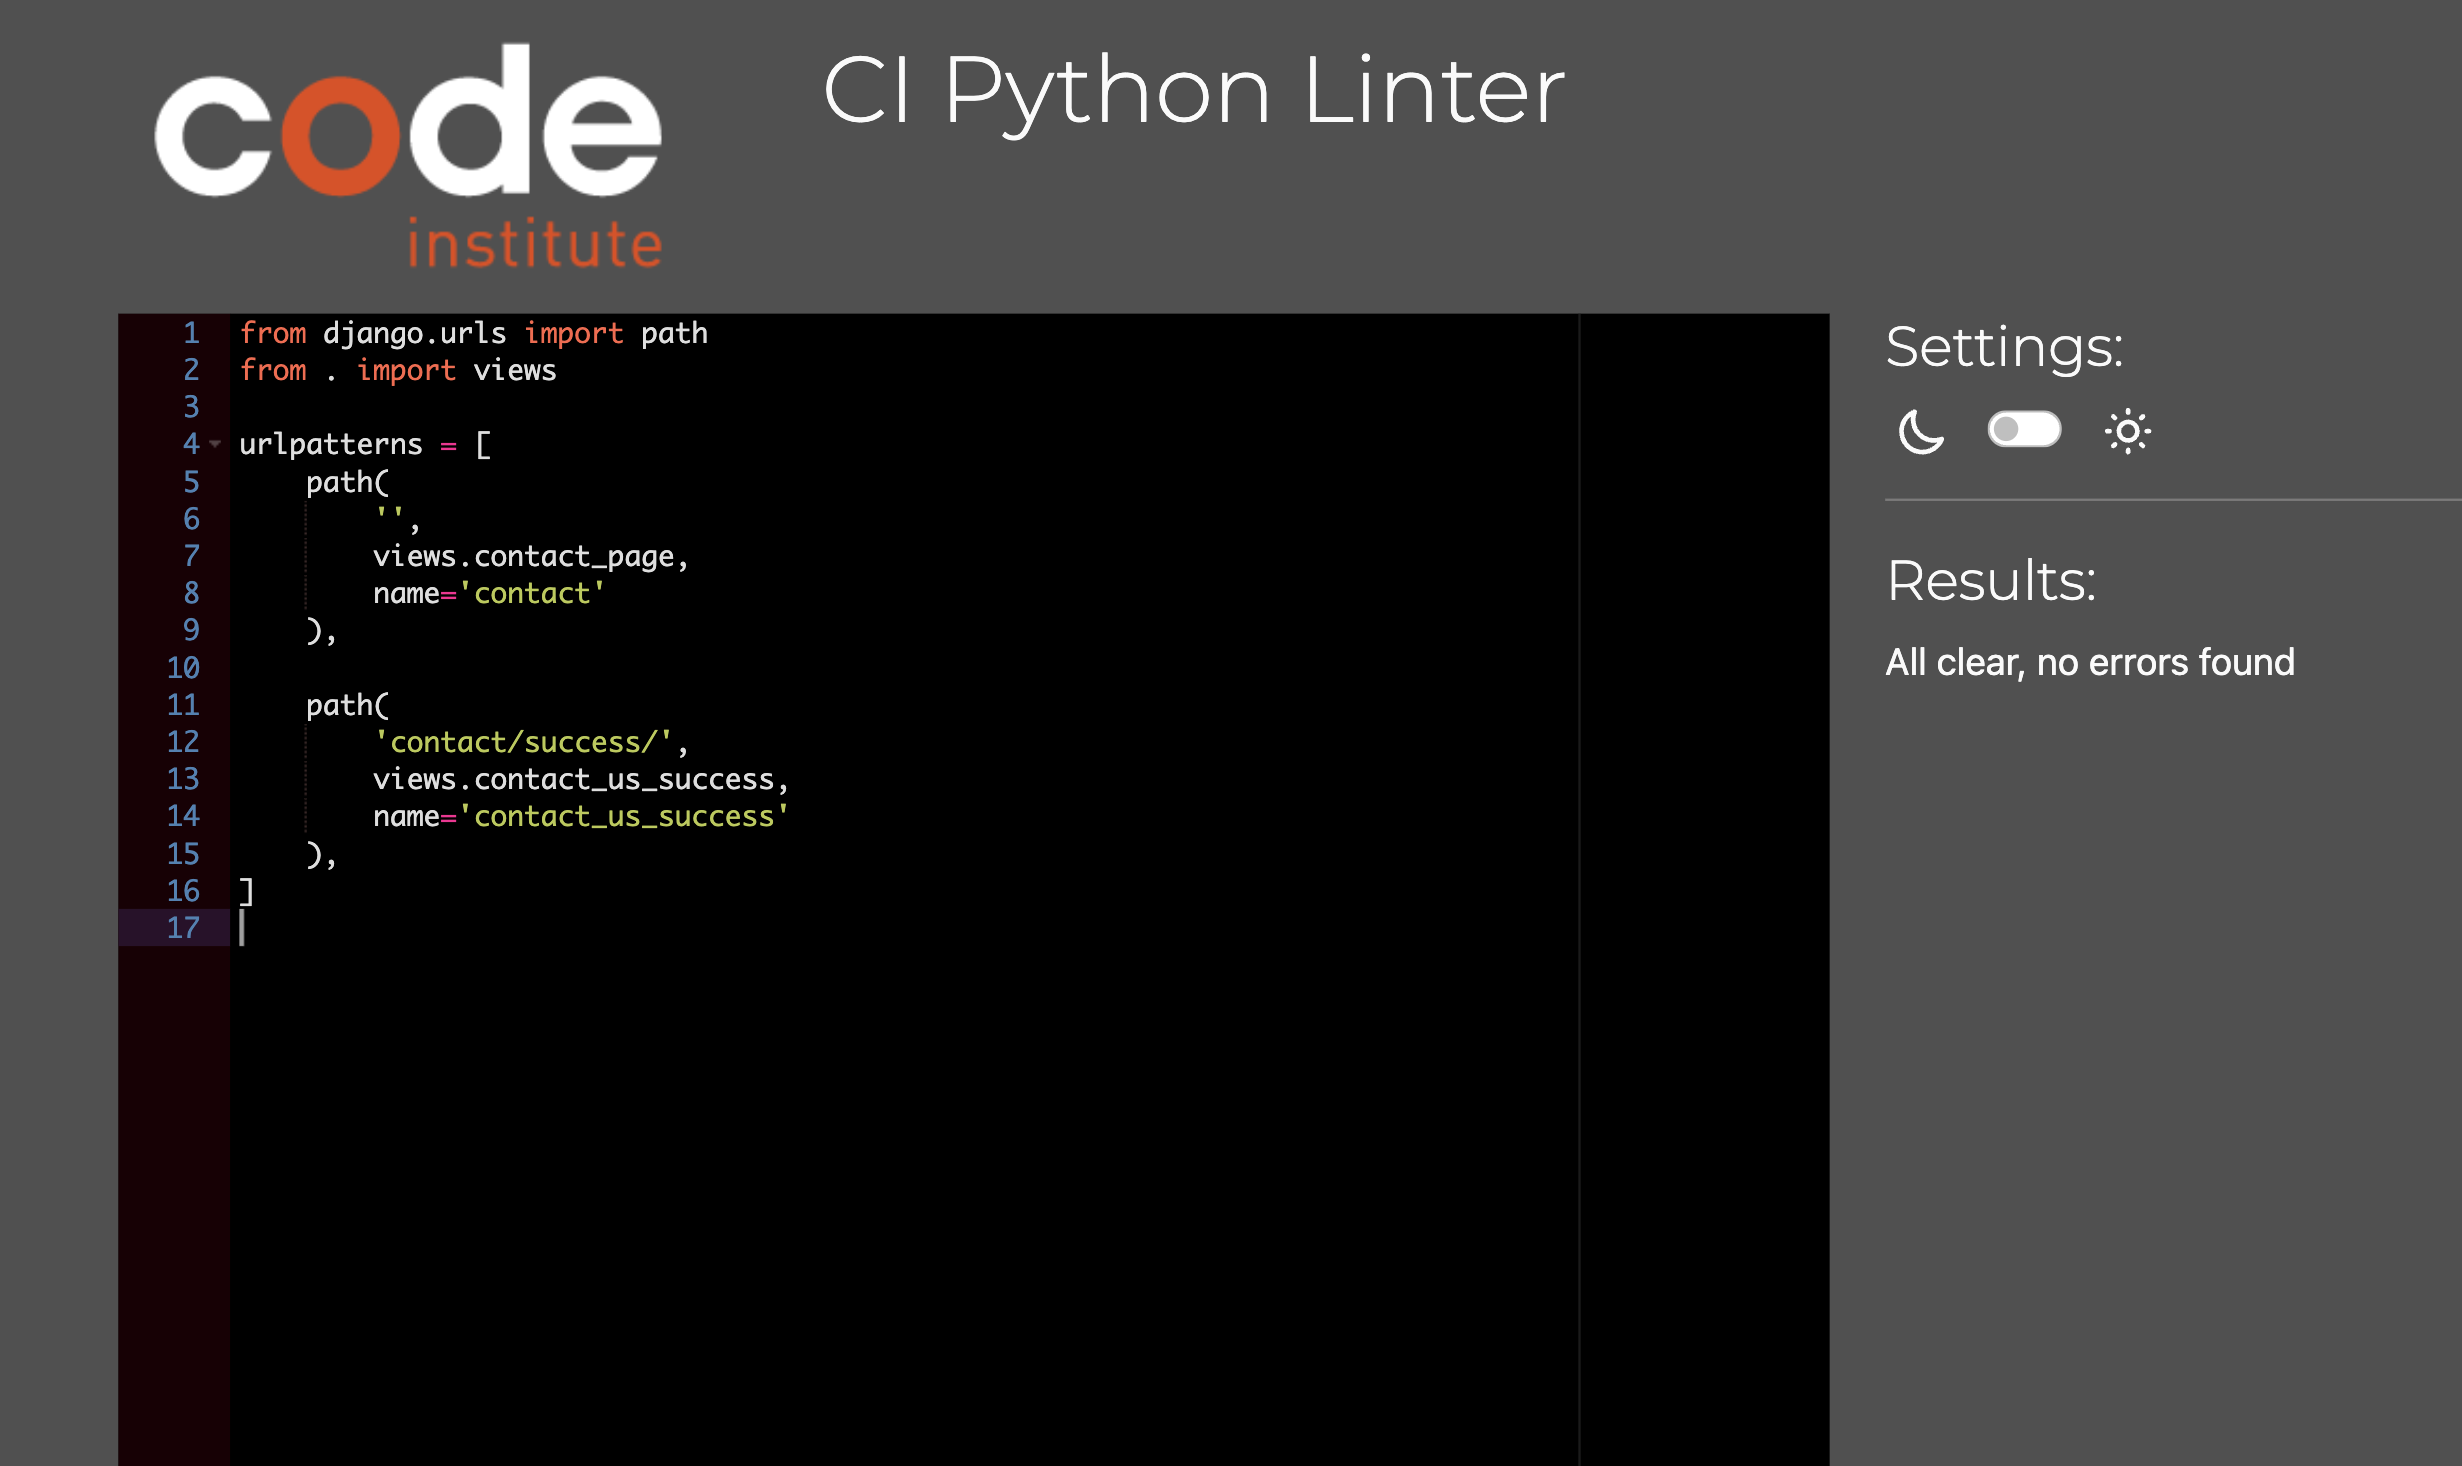 code
institute
CI Python Linter
1 from django.urls import path
2 from . import views
3
4 urlpatterns = [
5     path(
6         '',
7         views.contact_page,
8         name='contact'
9     ),
10
11     path(
12         'contact/success/',
13         views.contact_us_success,
14         name='contact_us_success'
15     ),
16 ]
17
Settings:
Results:
All clear, no errors found